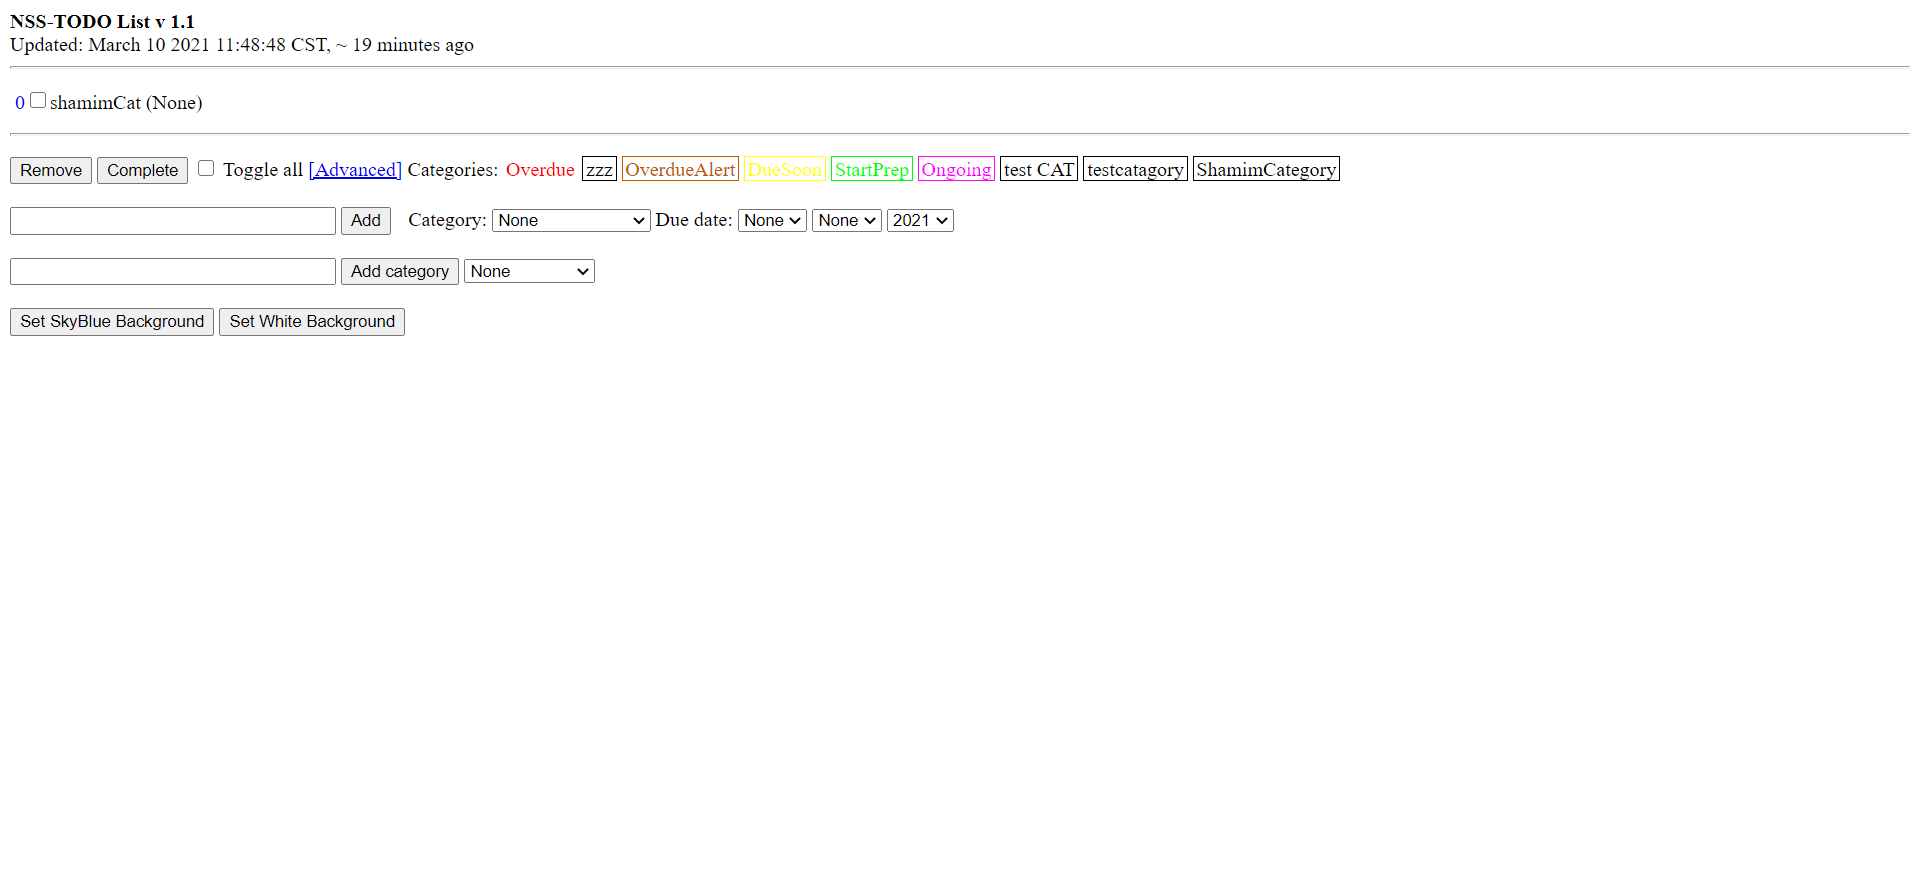 NSS-TODO List v 1.1
Updated: March 10 2021 11:48:48 CST, ~ 19 minutes ago
0 shamimCat (None)
Remove Complete Toggle all [Advanced] Categories: Overdue zzz OverdueAlert DueSoon StartPrep Ongoing test CAT testcatagory ShamimCategory
Add Category: None Due date: None None 2021
Add category None
Set SkyBlue Background Set White Background